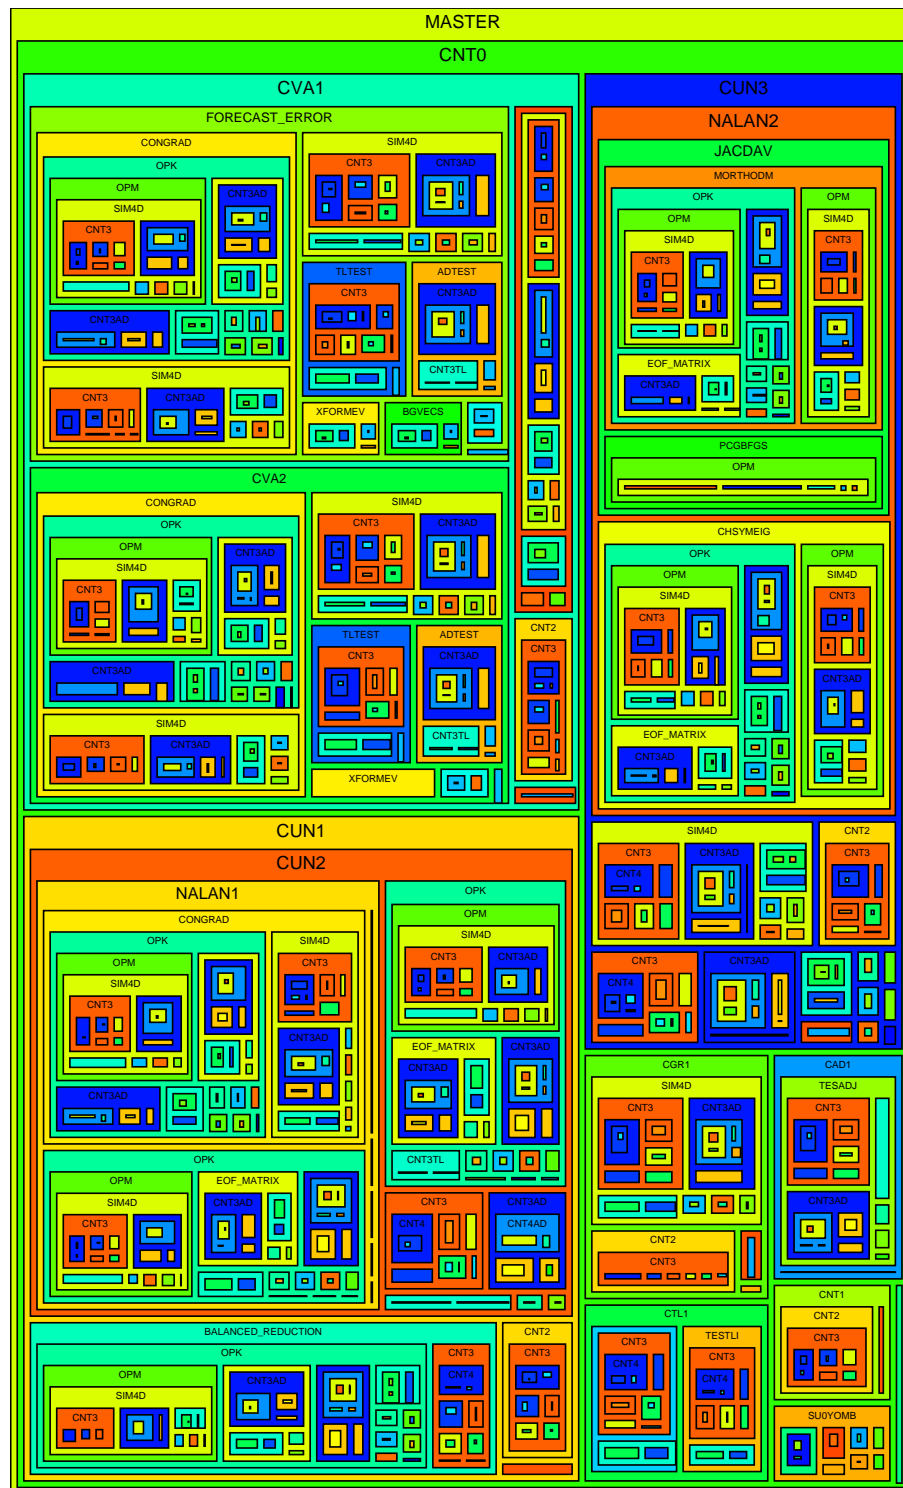 MASTER
CNT0
CVA1
FORECAST_ERROR
CONGRAD
OPK
OPM
SIM4D
CNT3
CNT3AD
CNT3AD
SIM4D
CNT3
CNT3AD
SIM4D
CNT3
CNT3AD
TLTEST
CNT3
ADTEST
CNT3AD
CNT3TL
XFORMEV
BGVECS
CVA2
CONGRAD
OPK
OPM
SIM4D
CNT3
CNT3AD
CNT3AD
SIM4D
CNT3
CNT3AD
SIM4D
CNT3
CNT3AD
TLTEST
CNT3
ADTEST
CNT3AD
CNT3TL
XFORMEV
CNT2
CNT3
CUN1
CUN2
NALAN1
CONGRAD
OPK
OPM
SIM4D
CNT3
CNT3AD
SIM4D
CNT3
CNT3AD
OPK
OPM
SIM4D
CNT3
EOF_MATRIX
CNT3AD
OPK
OPM
SIM4D
CNT3
CNT3AD
EOF_MATRIX
CNT3AD
CNT3AD
CNT3TL
CNT3
CNT4
CNT3AD
CNT4AD
BALANCED_REDUCTION
OPK
OPM
SIM4D
CNT3
CNT3AD
CNT3
CNT4
CNT2
CNT3
CUN3
NALAN2
JACDAV
MORTHODM
OPK
OPM
SIM4D
CNT3
EOF_MATRIX
CNT3AD
OPM
SIM4D
CNT3
PCGBFGS
OPM
CHSYMEIG
OPK
OPM
SIM4D
CNT3
EOF_MATRIX
CNT3AD
OPM
SIM4D
CNT3
CNT3AD
SIM4D
CNT3
CNT4
CNT3AD
CNT2
CNT3
CNT3
CNT4
CNT3AD
CGR1
SIM4D
CNT3
CNT3AD
CNT2
CNT3
CAD1
TESADJ
CNT3
CNT3AD
CTL1
CNT3
CNT4
TESTLI
CNT3
CNT4
CNT1
CNT2
CNT3
SU0YOMB